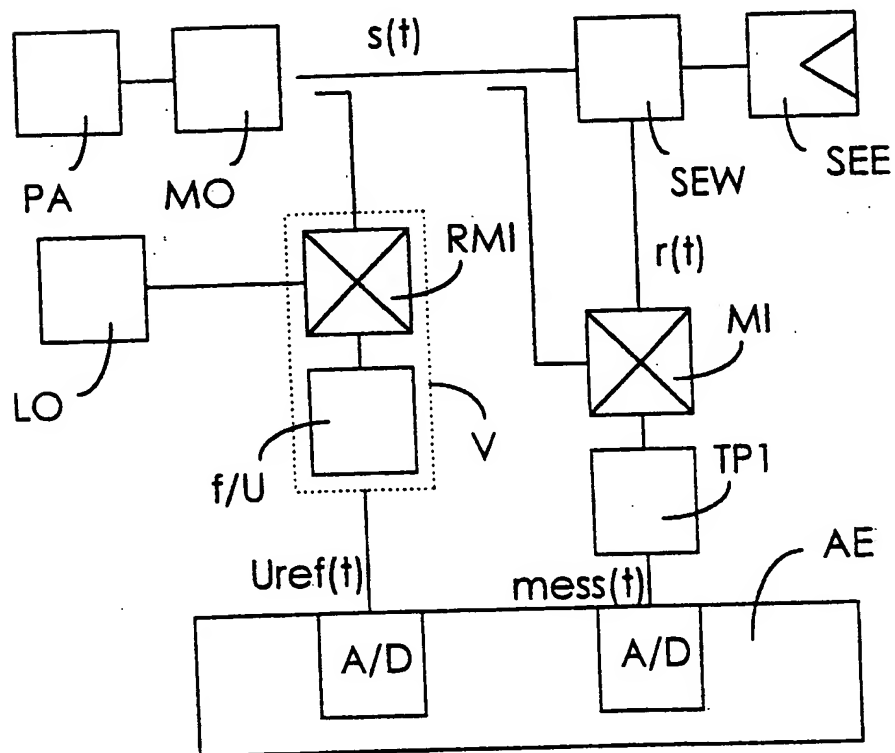 s(t)
PA
MO
SEW
SEE
RMI
r(t)
MI
LO
f/U
V
TP1
AE
Uref(t)
mess(t)
A/D
A/D